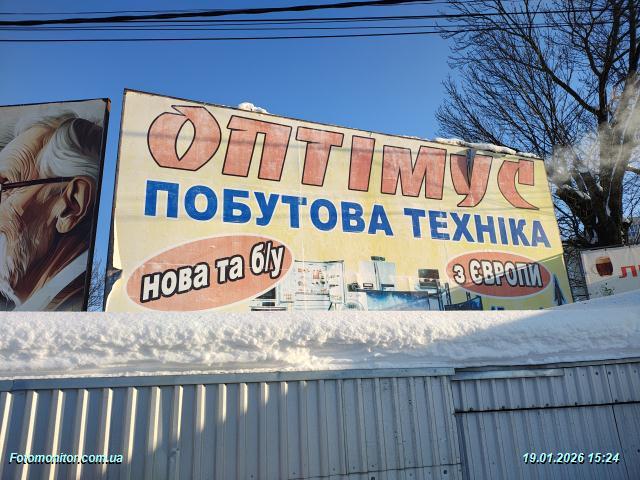 оптімус
ПОБУТОВА ТЕХНІКА
нова та б/у
з ЄВРОПИ
Fotomonitor.com.ua
19.01.2026 15:24